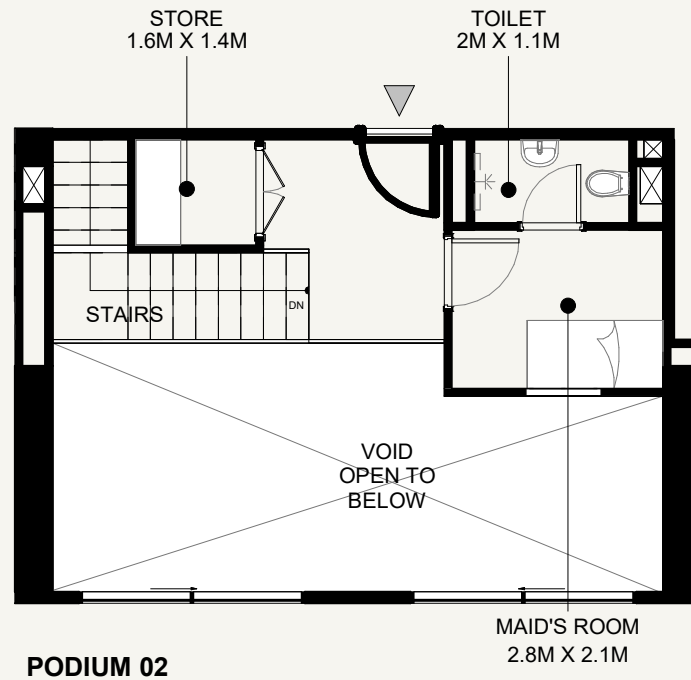 STORE
1.6M X 1.4M
TOILET
2M X 1.1M
STAIRS
DN
VOID
OPEN TO
BELOW
MAID'S ROOM
2.8M X 2.1M
PODIUM 02